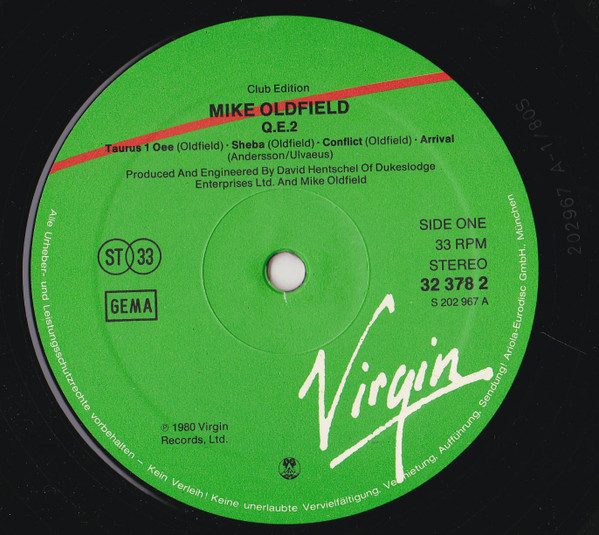 Club Edition
MIKE OLDFIELD
Q.E.2
Taurus 1 Oee (Oldfield) · Sheba (Oldfield) · Conflict (Oldfield) · Arrival
(Andersson/Ulvaeus)
Produced And Engineered By David Hentschel Of Dukeslodge
Enterprises Ltd. And Mike Oldfield
ST 33
GEMA
SIDE ONE
33 RPM
STEREO
32 378 2
S 202 967 A
Virgin
℗ 1980 Virgin
Records, Ltd.
Alle Urheber- und Leistungsschutzrechte vorbehalten – Kein Verleih! Keine unerlaubte Vervielfältigung, Vermietung, Aufführung, Sendung! Ariola-Eurodisc GmbH., München
202967 A-1/80S